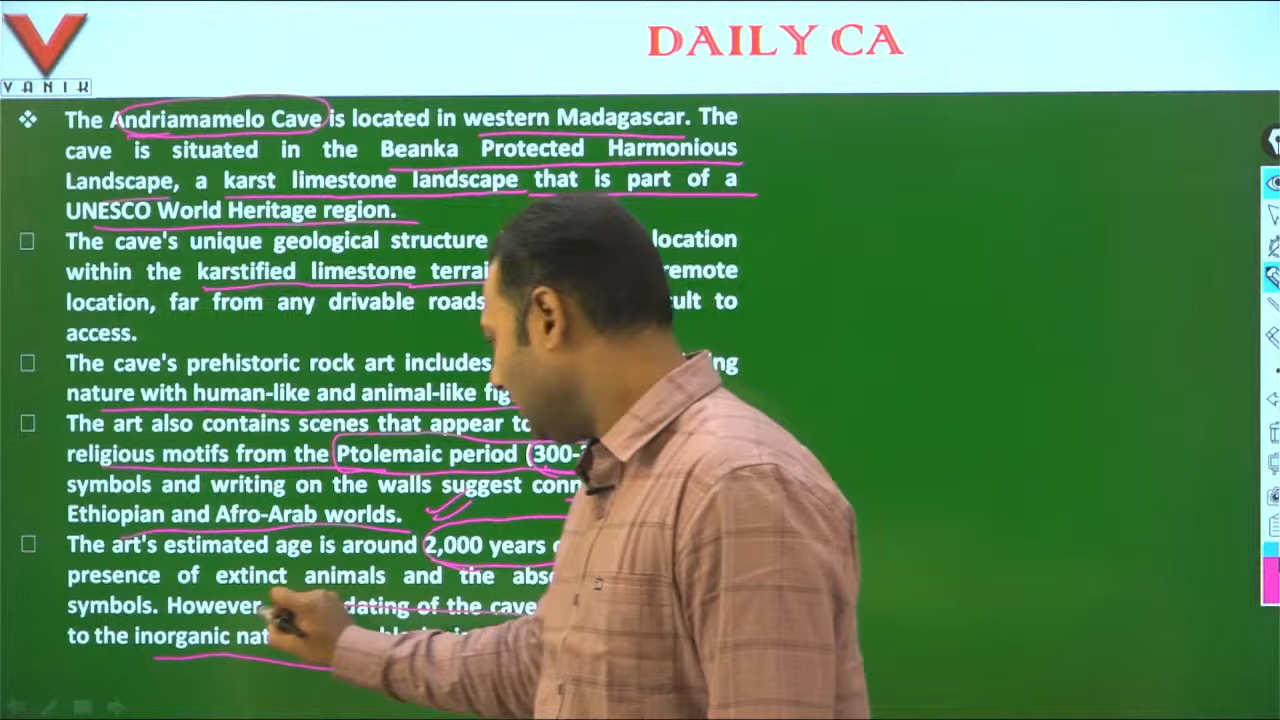 VANIK
DAILY CA
❖ The Andriamamelo Cave is located in western Madagascar. The
cave is situated in the Beanka Protected Harmonious
Landscape, a karst limestone landscape that is part of a
UNESCO World Heritage region.
The cave's unique geological structure location
within the karstified limestone remote
location, far from any drivable roads to
access.
The cave's prehistoric rock art includes
nature with human-like and animal-like
The art also contains scenes that appear to
religious motifs from the Ptolemaic period (300-
symbols and writing on the walls suggest
Ethiopian and Afro-Arab worlds.
The art's estimated age is around 2,000 years
presence of extinct animals and the
symbols. However dating of the cave
to the inorganic